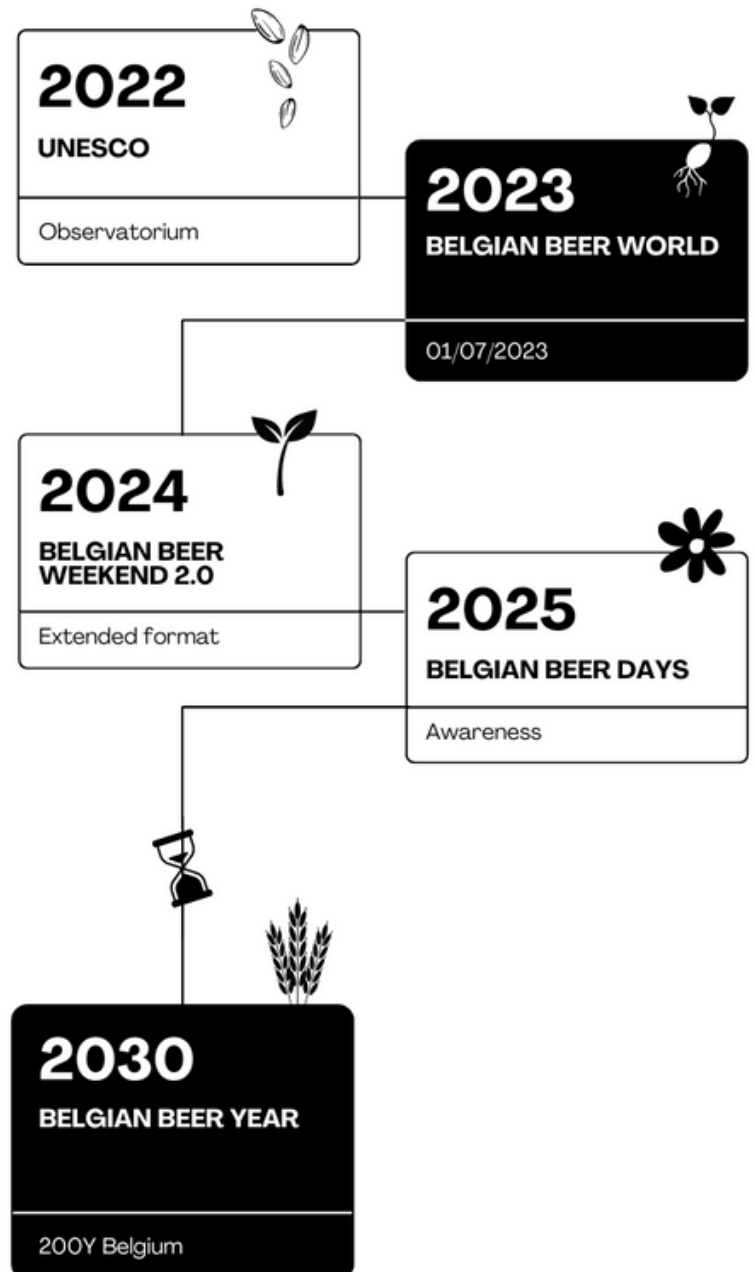 2022
UNESCO
Observatorium
2023
BELGIAN BEER WORLD
01/07/2023
2024
BELGIAN BEER
WEEKEND 2.0
Extended format
2025
BELGIAN BEER DAYS
Awareness
2030
BELGIAN BEER YEAR
200Y Belgium